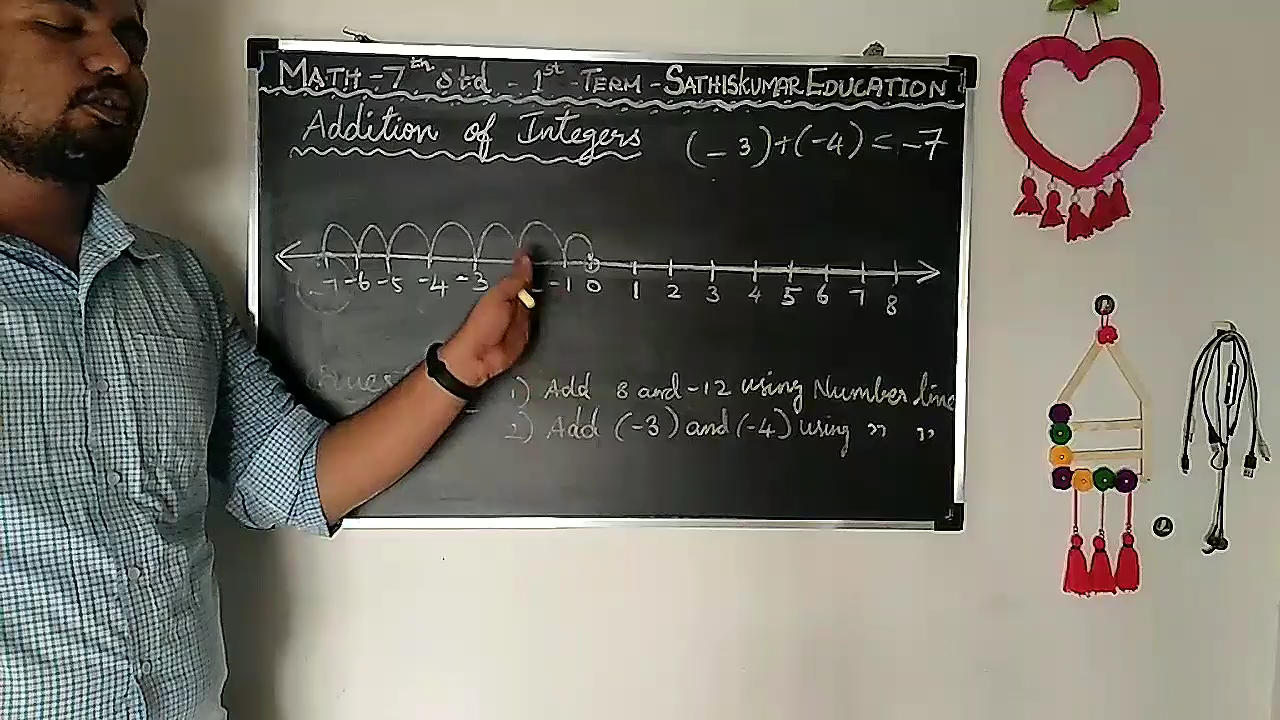 MATH - 7th std - 1st - TERM - SATHISKUMAR EDUCATION
Addition of Integers
(-3)+(-4) = -7
-7 -6 -5 -4 -3 -1 0 1 2 3 4 5 6 7 8
1) Add 8 and -12 using Number line
2) Add (-3) and (-4) using " "